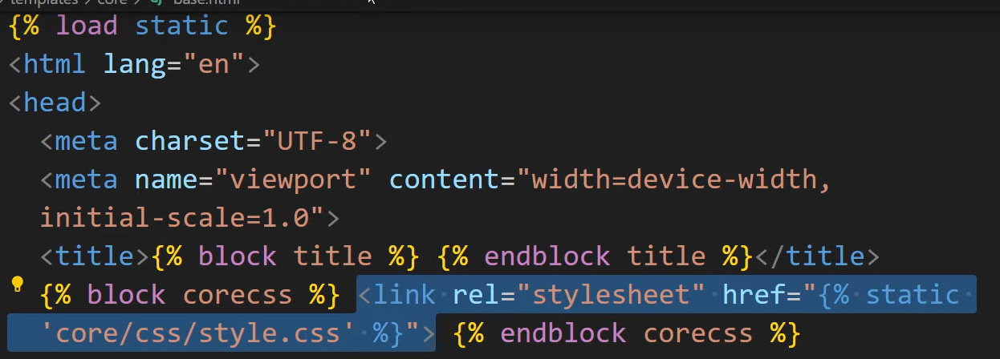 templates > core > dj base.html
{% load static %}
<html lang="en">
<head>
<meta charset="UTF-8">
<meta name="viewport" content="width=device-width,
initial-scale=1.0">
<title>{% block title %} {% endblock title %}</title>
{% block corecss %} <link rel="stylesheet" href="{% static
'core/css/style.css' %}"> {% endblock corecss %}